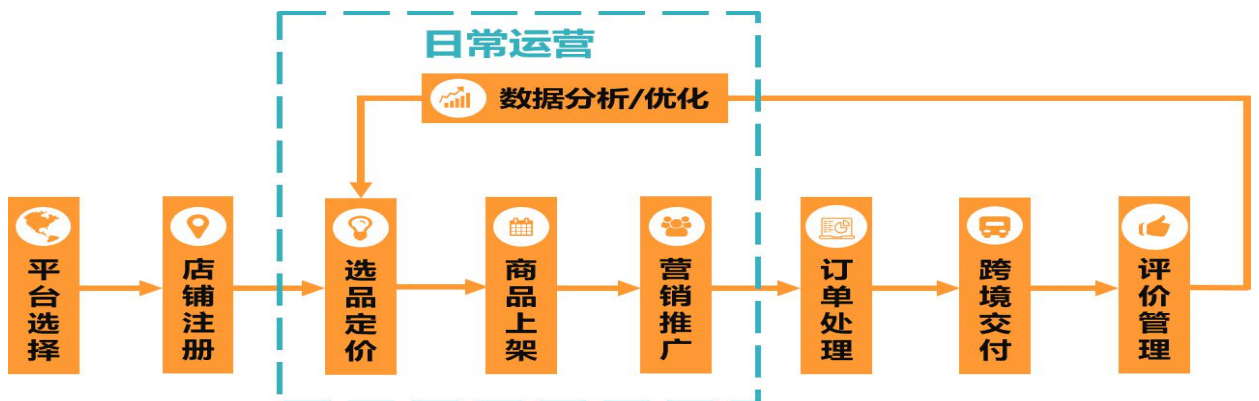 日常运营
数据分析/优化
平台选择
店铺注册
选品定价
商品上架
营销推广
订单处理
跨境交付
评价管理